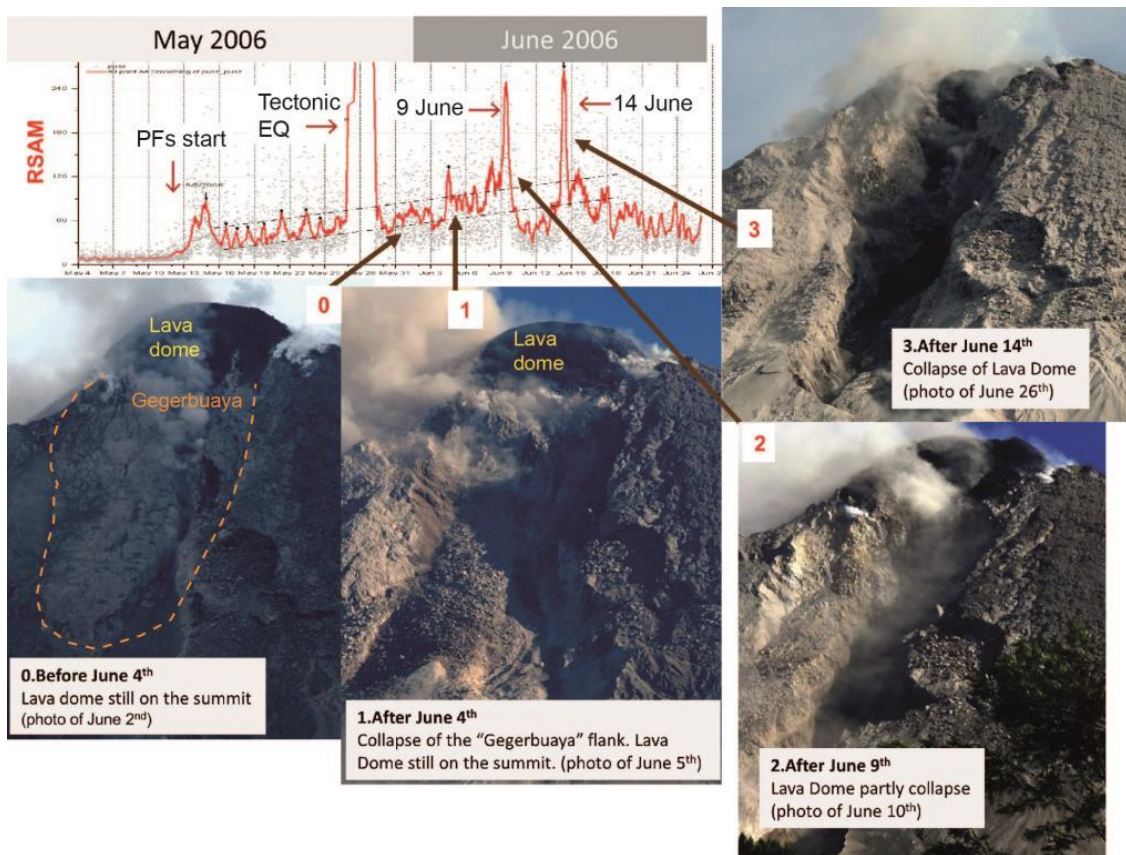 May 2006
June 2006
RSAM
240
180
120
60
0
PFs start
Tectonic
EQ
9 June
14 June
May 4
May 7
May 10
May 13
May 16
May 19
May 22
May 25
May 28
May 31
Jun 3
Jun 6
Jun 9
Jun 12
Jun 15
Jun 18
Jun 21
Jun 24
0
1
2
3
Lava
dome
Gegerbuaya
0.Before June 4th
Lava dome still on the summit
(photo of June 2nd)
Lava
dome
1.After June 4th
Collapse of the “Gegerbuaya” flank. Lava
Dome still on the summit. (photo of June 5th)
3.After June 14th
Collapse of Lava Dome
(photo of June 26th)
2.After June 9th
Lava Dome partly collapse
(photo of June 10th)